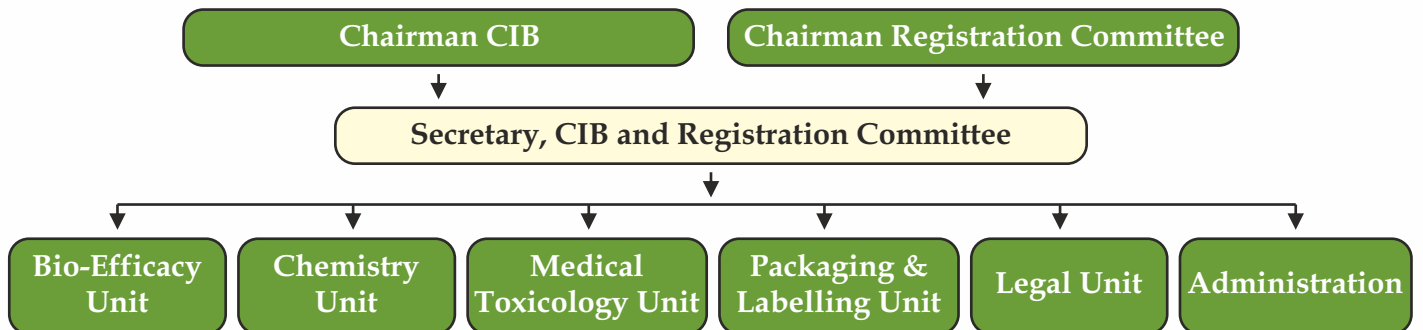 Chairman CIB
Chairman Registration Committee
Secretary, CIB and Registration Committee
Bio-Efficacy
Unit
Chemistry
Unit
Medical
Toxicology Unit
Packaging &
Labelling Unit
Legal Unit
Administration